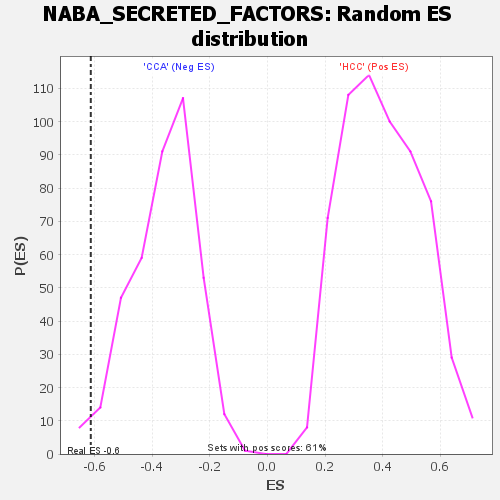 NABA_SECRETED_FACTORS: Random ES
distribution
'CCA' (Neg ES)
'HCC' (Pos ES)
110
100
90
80
70
60
50
40
30
20
10
0
P(ES)
Real ES -0.6
Sets with pos scores: 61%
-0.6
-0.4
-0.2
0.0
0.2
0.4
0.6
ES